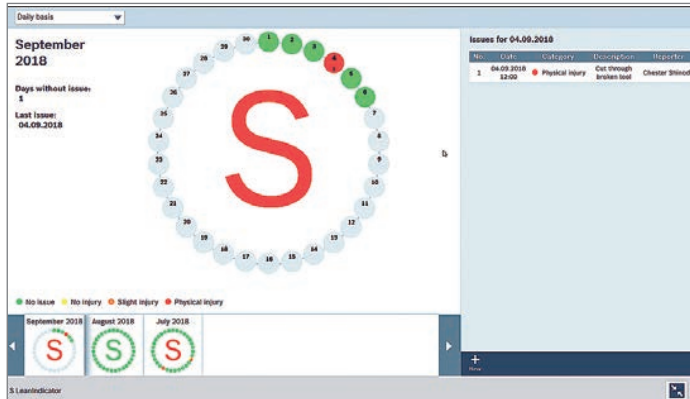 Daily basis
September
2018
Days without issue:
1
Last issue:
04.09.2018
1
2
3
4
5
6
7
8
9
10
11
12
13
14
15
16
17
18
19
20
21
22
23
24
25
26
27
28
29
30
S
No issue
No injury
Slight injury
Physical injury
September 2018
August 2018
July 2018
S
S
S
Issues for 04.09.2018
No. Date Category Description Reporter
1 04.09.2018 12:00 Physical injury Cut through broken tool Chester Shinod
New
S LeanIndicator